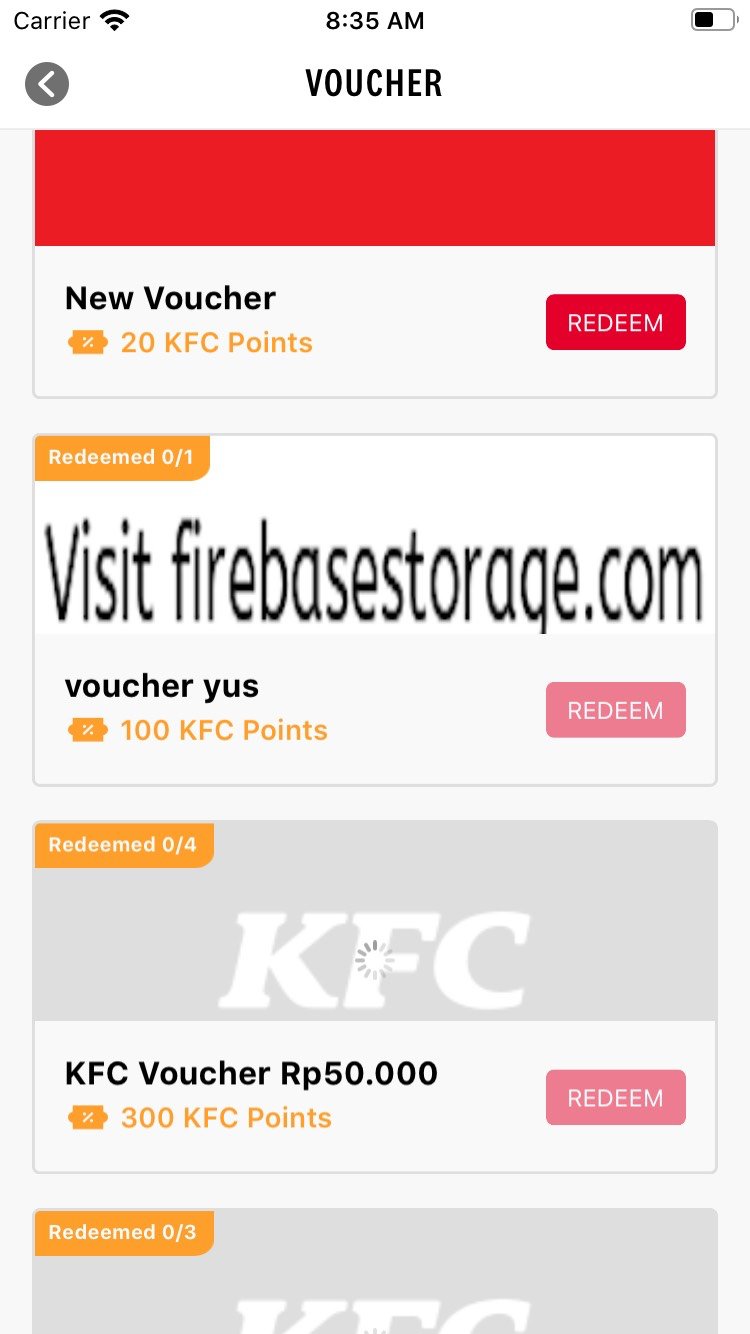 Carrier 8:35 AM
VOUCHER
New Voucher
20 KFC Points
REDEEM
Redeemed 0/1
Visit firebasestorage.com
voucher yus
100 KFC Points
REDEEM
Redeemed 0/4
KFC
KFC Voucher Rp50.000
300 KFC Points
REDEEM
Redeemed 0/3
KFC